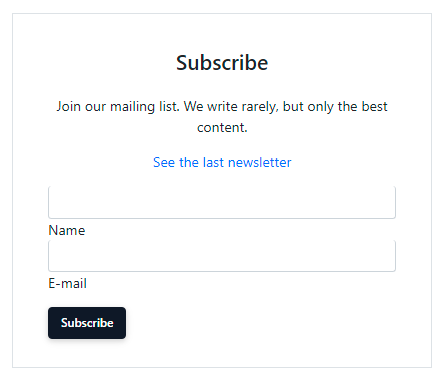 Subscribe
Join our mailing list. We write rarely, but only the best
content.
See the last newsletter
Name
E-mail
Subscribe